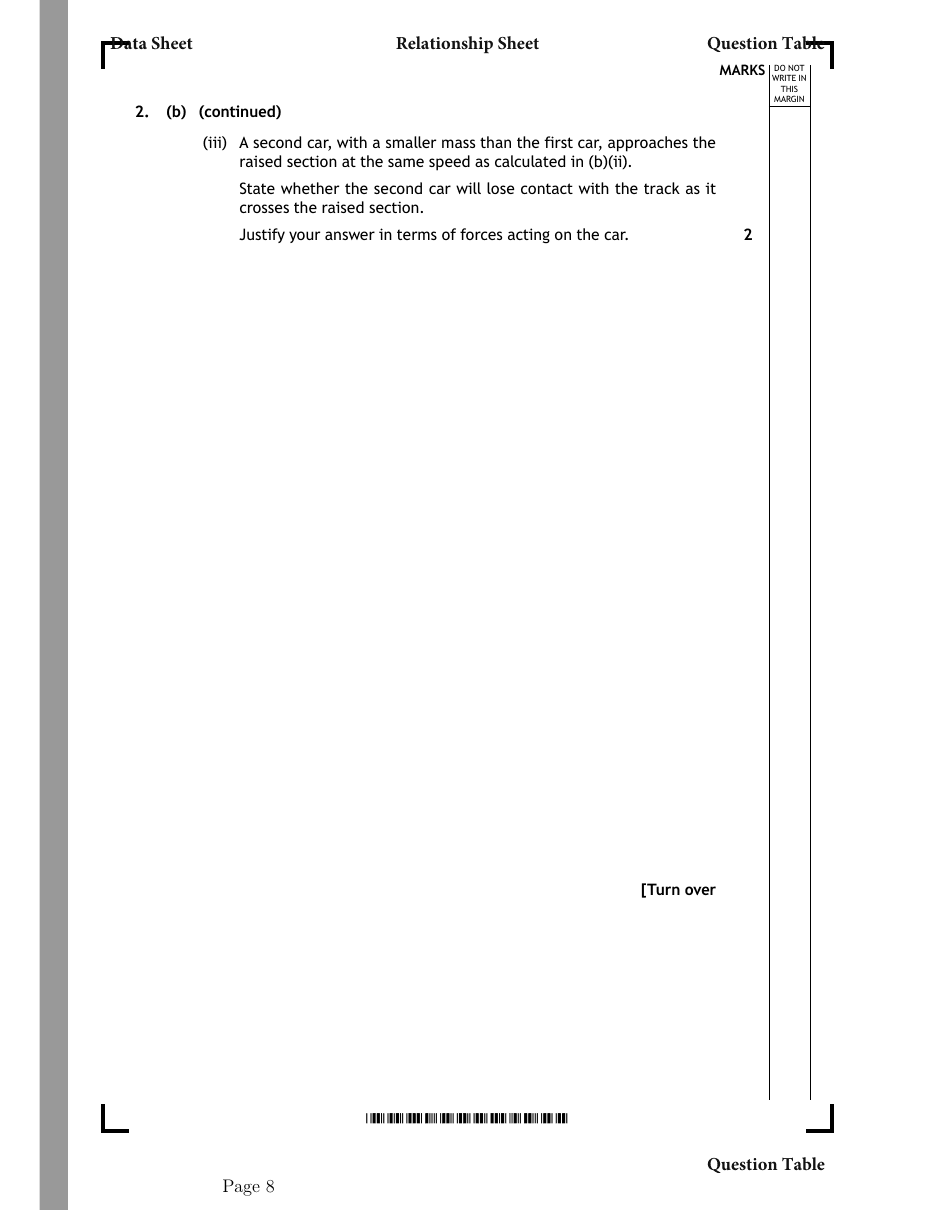 Data Sheet Relationship Sheet Question Table
MARKS
DO NOT
WRITE IN
THIS
MARGIN
2. (b) (continued)
(iii) A second car, with a smaller mass than the first car, approaches the
raised section at the same speed as calculated in (b)(ii).
State whether the second car will lose contact with the track as it
crosses the raised section.
Justify your answer in terms of forces acting on the car. 2
[Turn over
Question Table
Page 8